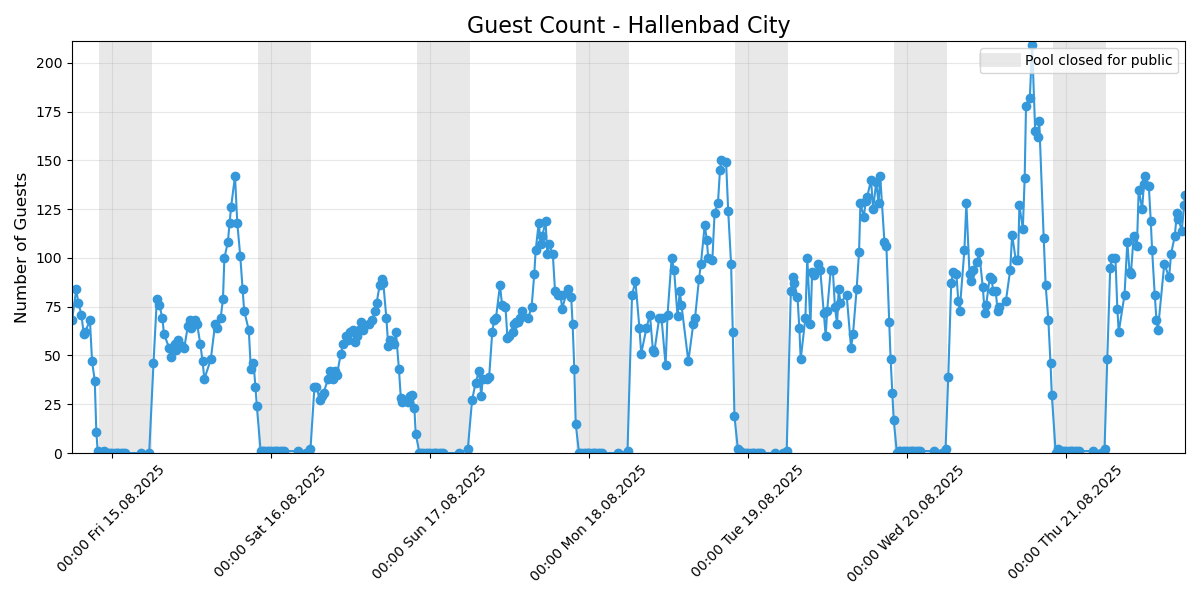 Guest Count - Hallenbad City
Pool closed for public
Number of Guests
200
175
150
125
100
75
50
25
0
00:00 Fri 15.08.2025
00:00 Sat 16.08.2025
00:00 Sun 17.08.2025
00:00 Mon 18.08.2025
00:00 Tue 19.08.2025
00:00 Wed 20.08.2025
00:00 Thu 21.08.2025